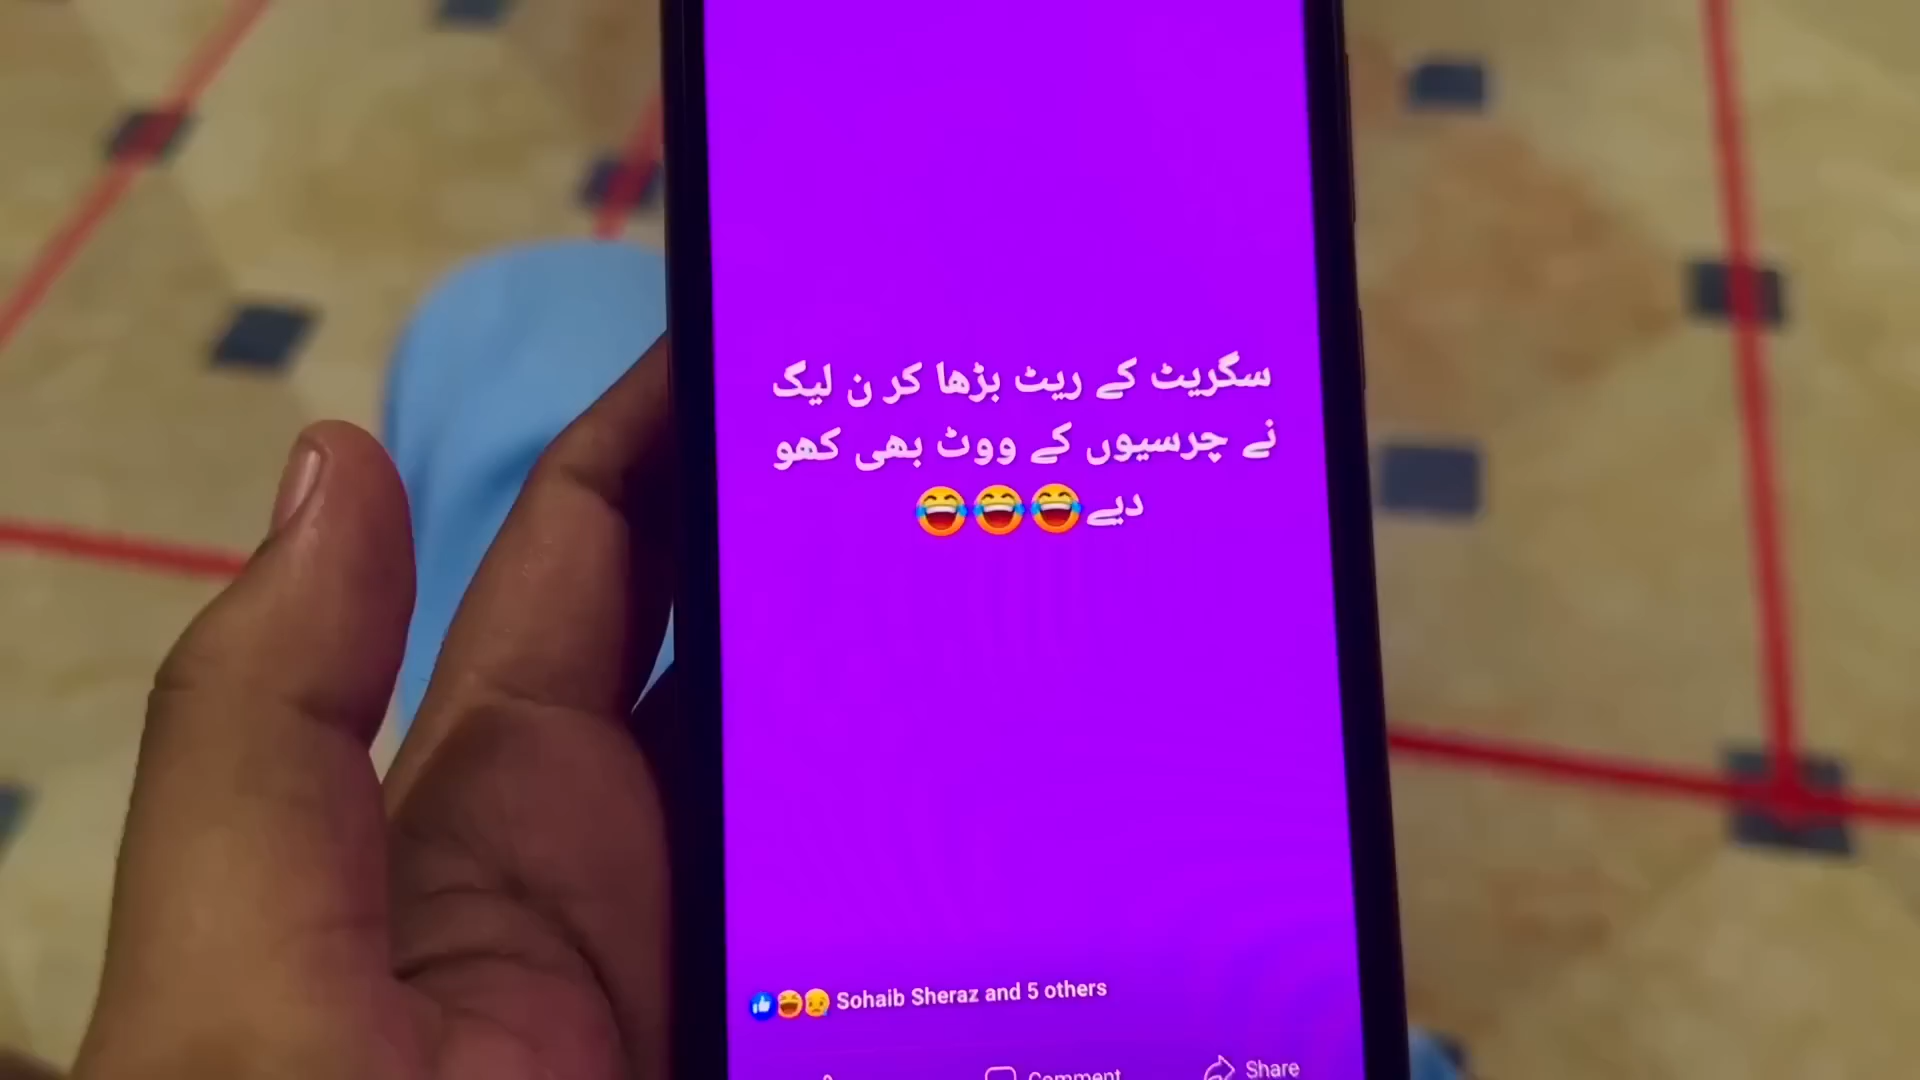 سگریٹ کے ریٹ بڑھا کر ن لیگ
نے چرسیوں کے ووٹ بھی کھو
دیے😂😂😂
Sohaib Sheraz and 5 others
Comment
Share